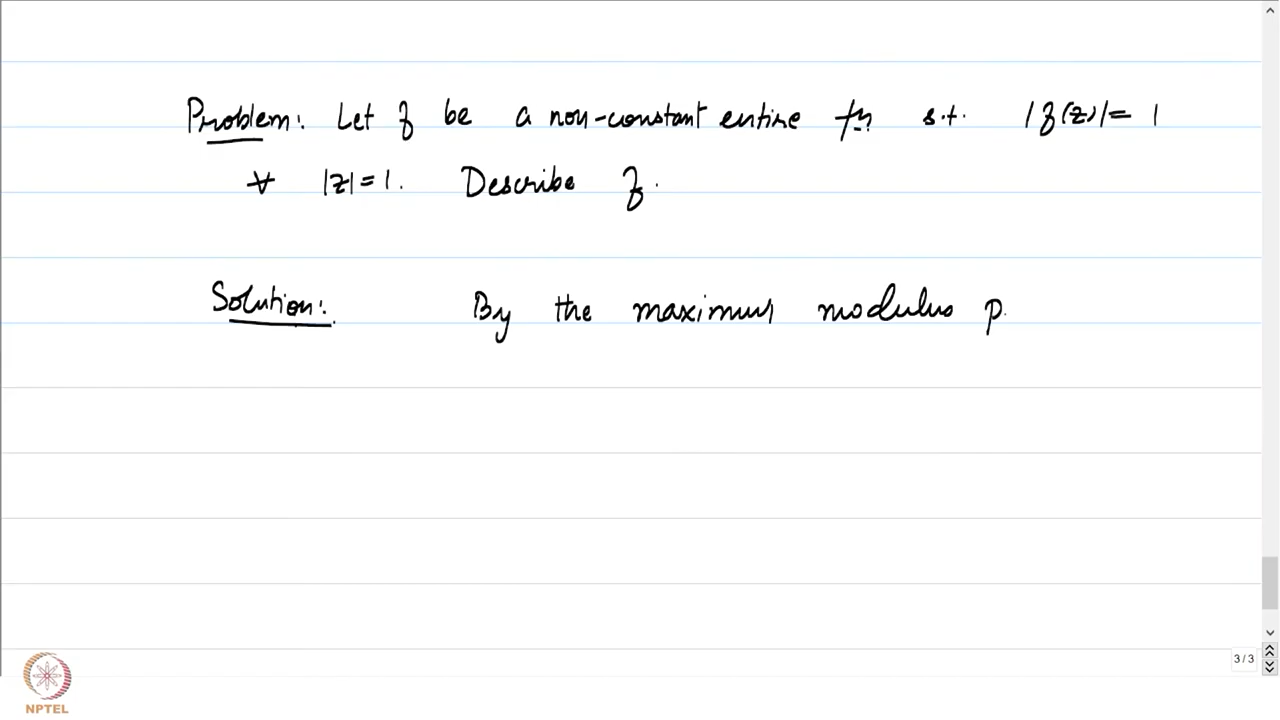 Problem: Let f be a non-constant entire fn s.t. |f(z)| = 1
∀ |z| = 1. Describe f.
Solution: By the maximum modulus p
3 / 3
NPTEL